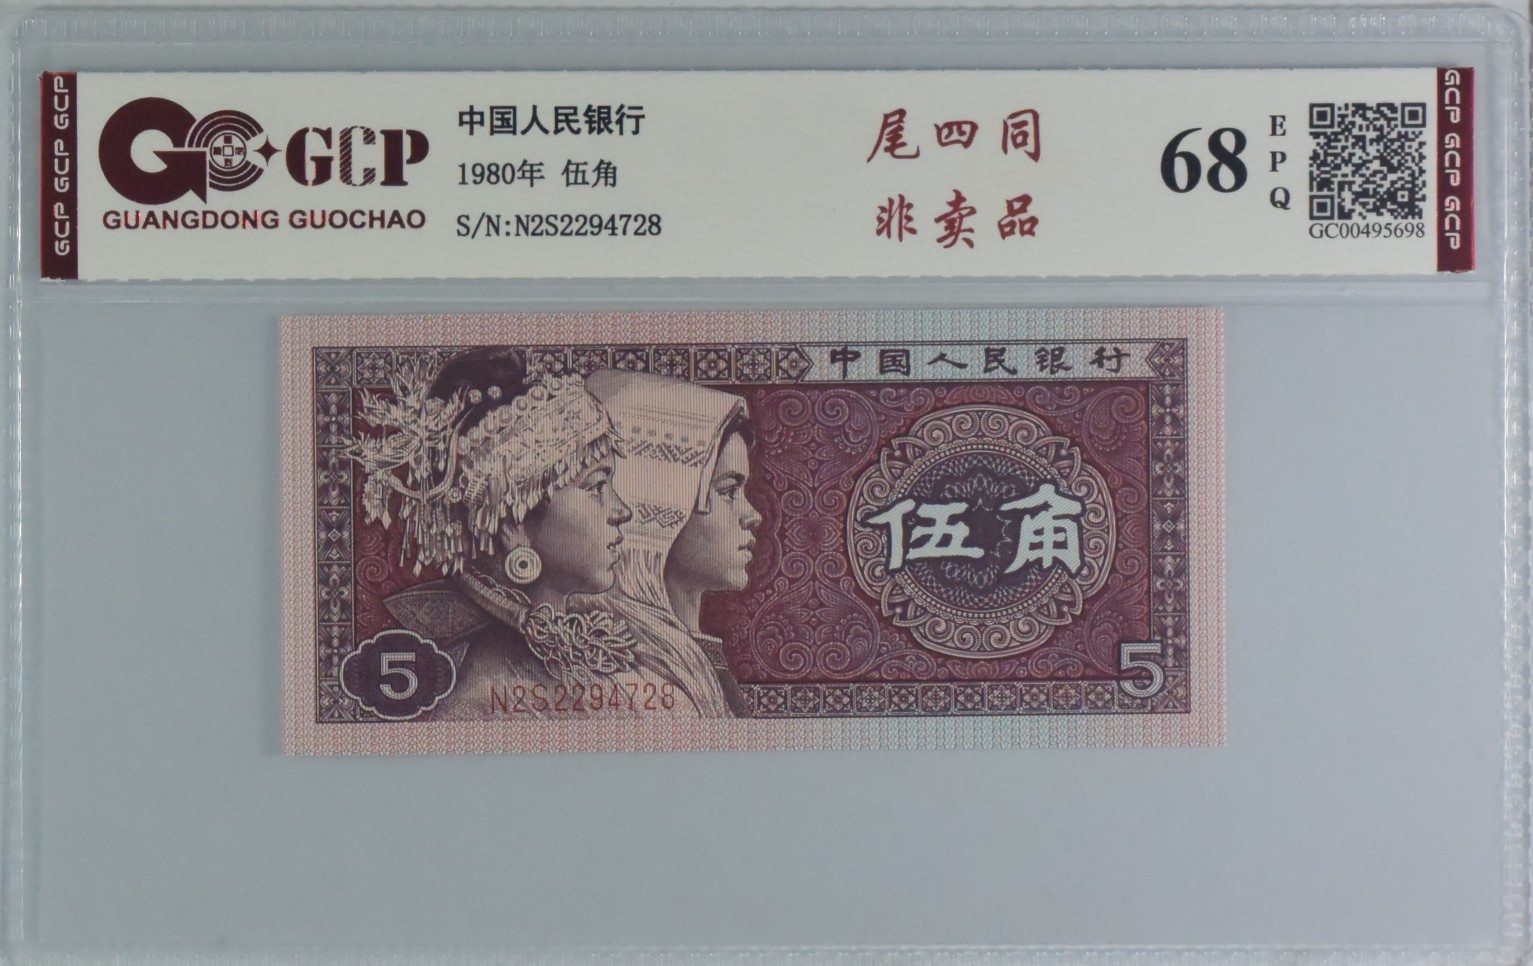 GCP GCP GCP
GCP
GUANGDONG GUOCHAO
中国人民银行
1980年 伍角
S/N:N2S2294728
尾四同
非卖品
68
EPQ
GC00495698
GCP GCP GCP
中国人民银行
伍角
5
N2S2294728
5